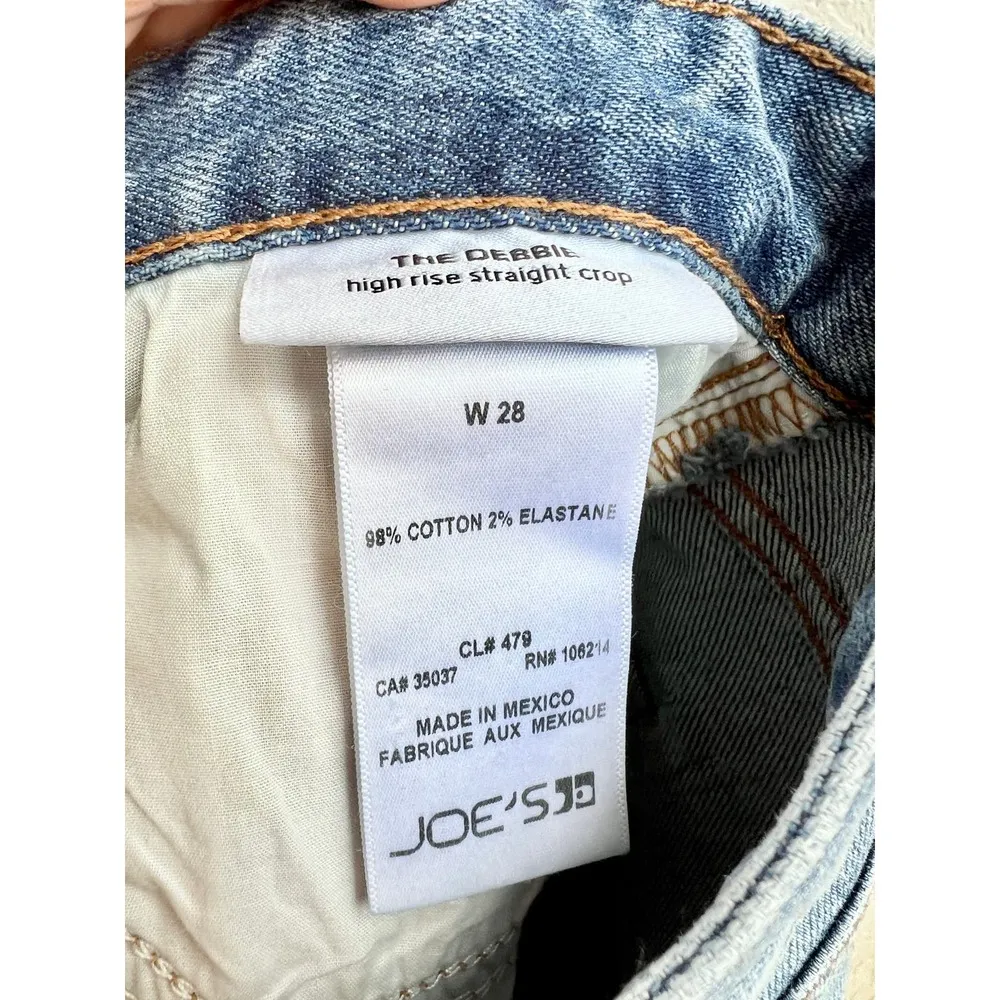 THE DEBBIE
high rise straight crop
W 28
98% COTTON 2% ELASTANE
CL# 479
CA# 35037 RN# 106214
MADE IN MEXICO
FABRIQUE AUX MEXIQUE
JOE'S